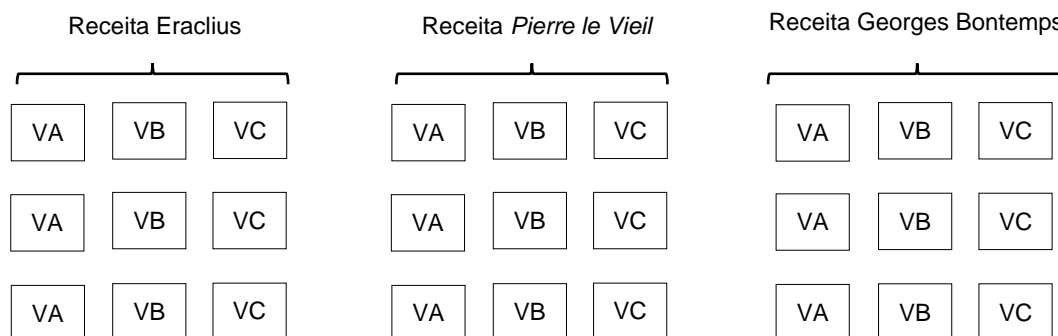 Receita Eraclius
Receita Pierre le Vieil
Receita Georges Bontemps
VA VB VC VA VB VC VA VB VC
VA VB VC VA VB VC VA VB VC
VA VB VC VA VB VC VA VB VC